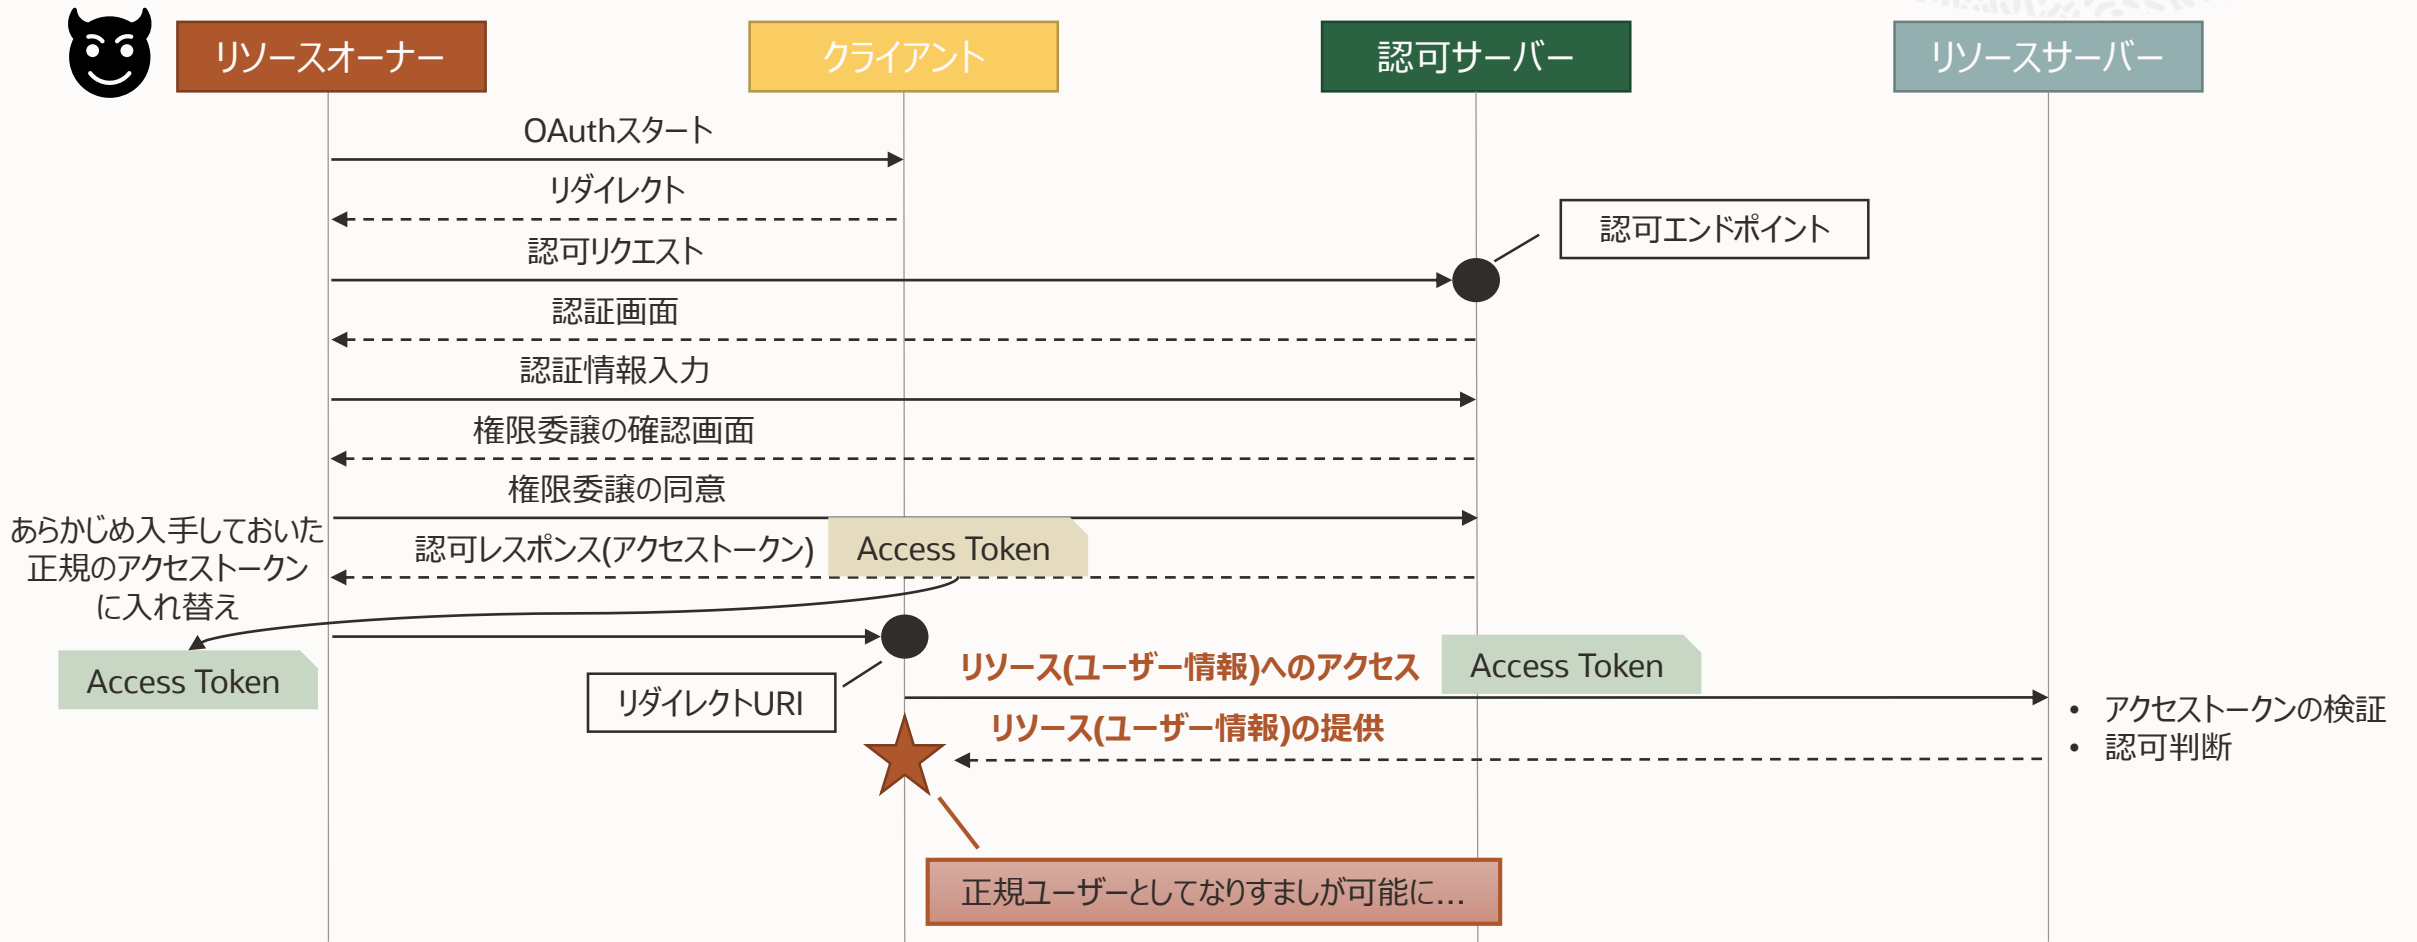 リソースオーナー
クライアント
認可サーバー
リソースサーバー
OAuthスタート
リダイレクト
認可リクエスト
認可エンドポイント
認証画面
認証情報入力
権限委譲の確認画面
権限委譲の同意
認可レスポンス(アクセストークン)
Access Token
あらかじめ入手しておいた
正規のアクセストークン
に入れ替え
Access Token
リダイレクトURI
リソース(ユーザー情報)へのアクセス
Access Token
リソース(ユーザー情報)の提供
• アクセストークンの検証
• 認可判断
正規ユーザーとしてなりすましが可能に…